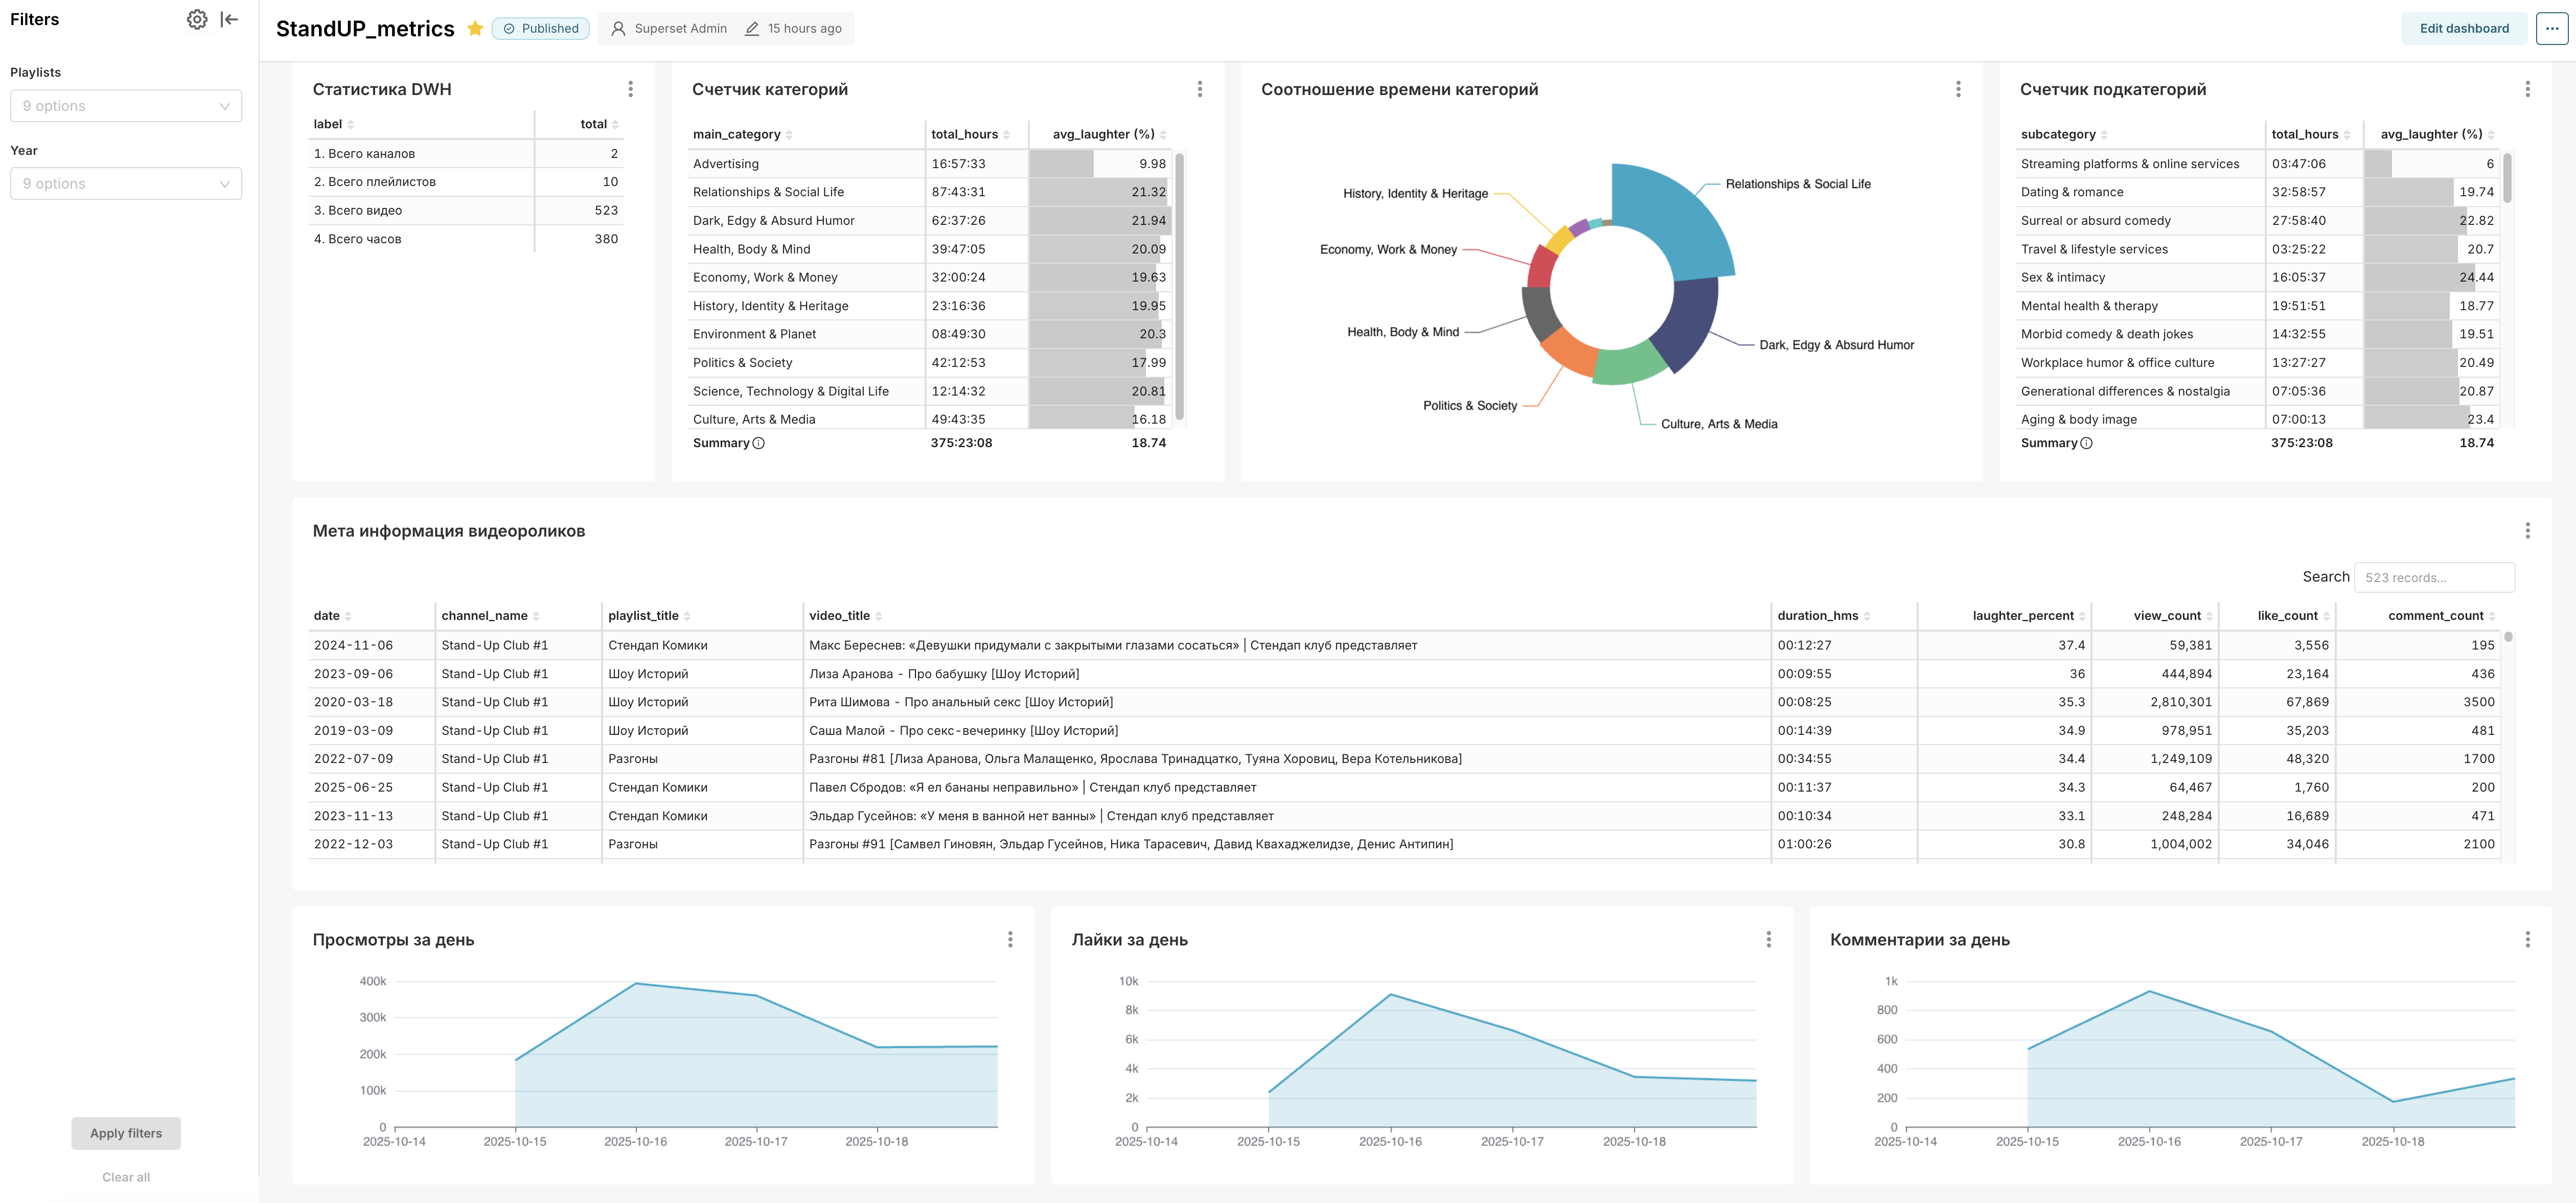 Filters
Playlists
9 options
Year
9 options
Apply filters
Clear all
StandUP_metrics
Published
Superset Admin
15 hours ago
Edit dashboard
Статистика DWH
label total
1. Всего каналов 2
2. Всего плейлистов 10
3. Всего видео 523
4. Всего часов 380
Счетчик категорий
main_category total_hours avg_laughter (%)
Advertising 16:57:33 9.98
Relationships & Social Life 87:43:31 21.32
Dark, Edgy & Absurd Humor 62:37:26 21.94
Health, Body & Mind 39:47:05 20.09
Economy, Work & Money 32:00:24 19.63
History, Identity & Heritage 23:16:36 19.95
Environment & Planet 08:49:30 20.3
Politics & Society 42:12:53 17.99
Science, Technology & Digital Life 12:14:32 20.81
Culture, Arts & Media 49:43:35 16.18
Summary 375:23:08 18.74
Соотношение времени категорий
Relationships & Social Life
History, Identity & Heritage
Economy, Work & Money
Health, Body & Mind
Dark, Edgy & Absurd Humor
Politics & Society
Culture, Arts & Media
Счетчик подкатегорий
subcategory total_hours avg_laughter (%)
Streaming platforms & online services 03:47:06 6
Dating & romance 32:58:57 19.74
Surreal or absurd comedy 27:58:40 22.82
Travel & lifestyle services 03:25:22 20.7
Sex & intimacy 16:05:37 24.44
Mental health & therapy 19:51:51 18.77
Morbid comedy & death jokes 14:32:55 19.51
Workplace humor & office culture 13:27:27 20.49
Generational differences & nostalgia 07:05:36 20.87
Aging & body image 07:00:13 23.4
Summary 375:23:08 18.74
Мета информация видеороликов
Search 523 records...
date channel_name playlist_title video_title duration_hms laughter_percent view_count like_count comment_count
2024-11-06 Stand-Up Club #1 Стендап Комики Макс Береснев: «Девушки придумали с закрытыми глазами сосаться» | Стендап клуб представляет 00:12:27 37.4 59,381 3,556 195
2023-09-06 Stand-Up Club #1 Шоу Историй Лиза Аранова - Про бабушку [Шоу Историй] 00:09:55 36 444,894 23,164 436
2020-03-18 Stand-Up Club #1 Шоу Историй Рита Шимова - Про анальный секс [Шоу Историй] 00:08:25 35.3 2,810,301 67,869 3500
2019-03-09 Stand-Up Club #1 Шоу Историй Саша Малой - Про секс-вечеринку [Шоу Историй] 00:14:39 34.9 978,951 35,203 481
2022-07-09 Stand-Up Club #1 Разгоны Разгоны #81 [Лиза Аранова, Ольга Малащенко, Ярослава Тринадцатко, Туяна Хоровиц, Вера Котельникова] 00:34:55 34.4 1,249,109 48,320 1700
2025-06-25 Stand-Up Club #1 Стендап Комики Павел Сбродов: «Я ел бананы неправильно» | Стендап клуб представляет 00:11:37 34.3 64,467 1,760 200
2023-11-13 Stand-Up Club #1 Стендап Комики Эльдар Гусейнов: «У меня в ванной нет ванны» | Стендап клуб представляет 00:10:34 33.1 248,284 16,689 471
2022-12-03 Stand-Up Club #1 Разгоны Разгоны #91 [Самвел Гиновян, Эльдар Гусейнов, Ника Тарасевич, Давид Квахаджелидзе, Денис Антипин] 01:00:26 30.8 1,004,002 34,046 2100
Просмотры за день
400k
300k
200k
100k
0
2025-10-14 2025-10-15 2025-10-16 2025-10-17 2025-10-18
Лайки за день
10k
8k
6k
4k
2k
0
2025-10-14 2025-10-15 2025-10-16 2025-10-17 2025-10-18
Комментарии за день
1k
800
600
400
200
0
2025-10-14 2025-10-15 2025-10-16 2025-10-17 2025-10-18